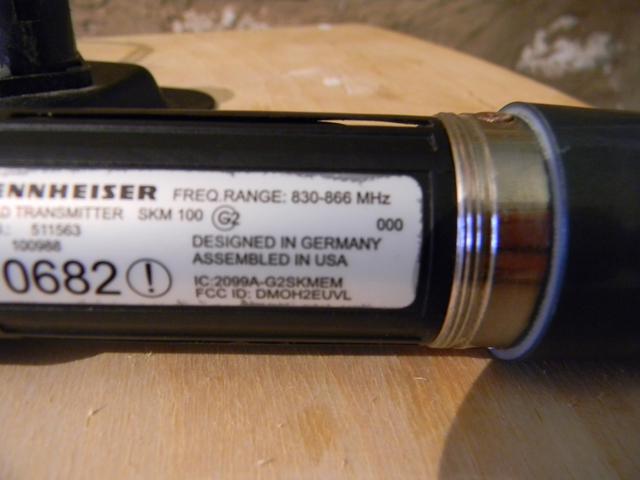 ENNHEISER FREQ.RANGE: 830-866 MHz
D TRANSMITTER SKM 100 G2
000
511563
100988
DESIGNED IN GERMANY
ASSEMBLED IN USA
0682 !
IC:2099A-G2SKMEM
FCC ID: DMOH2EUVL